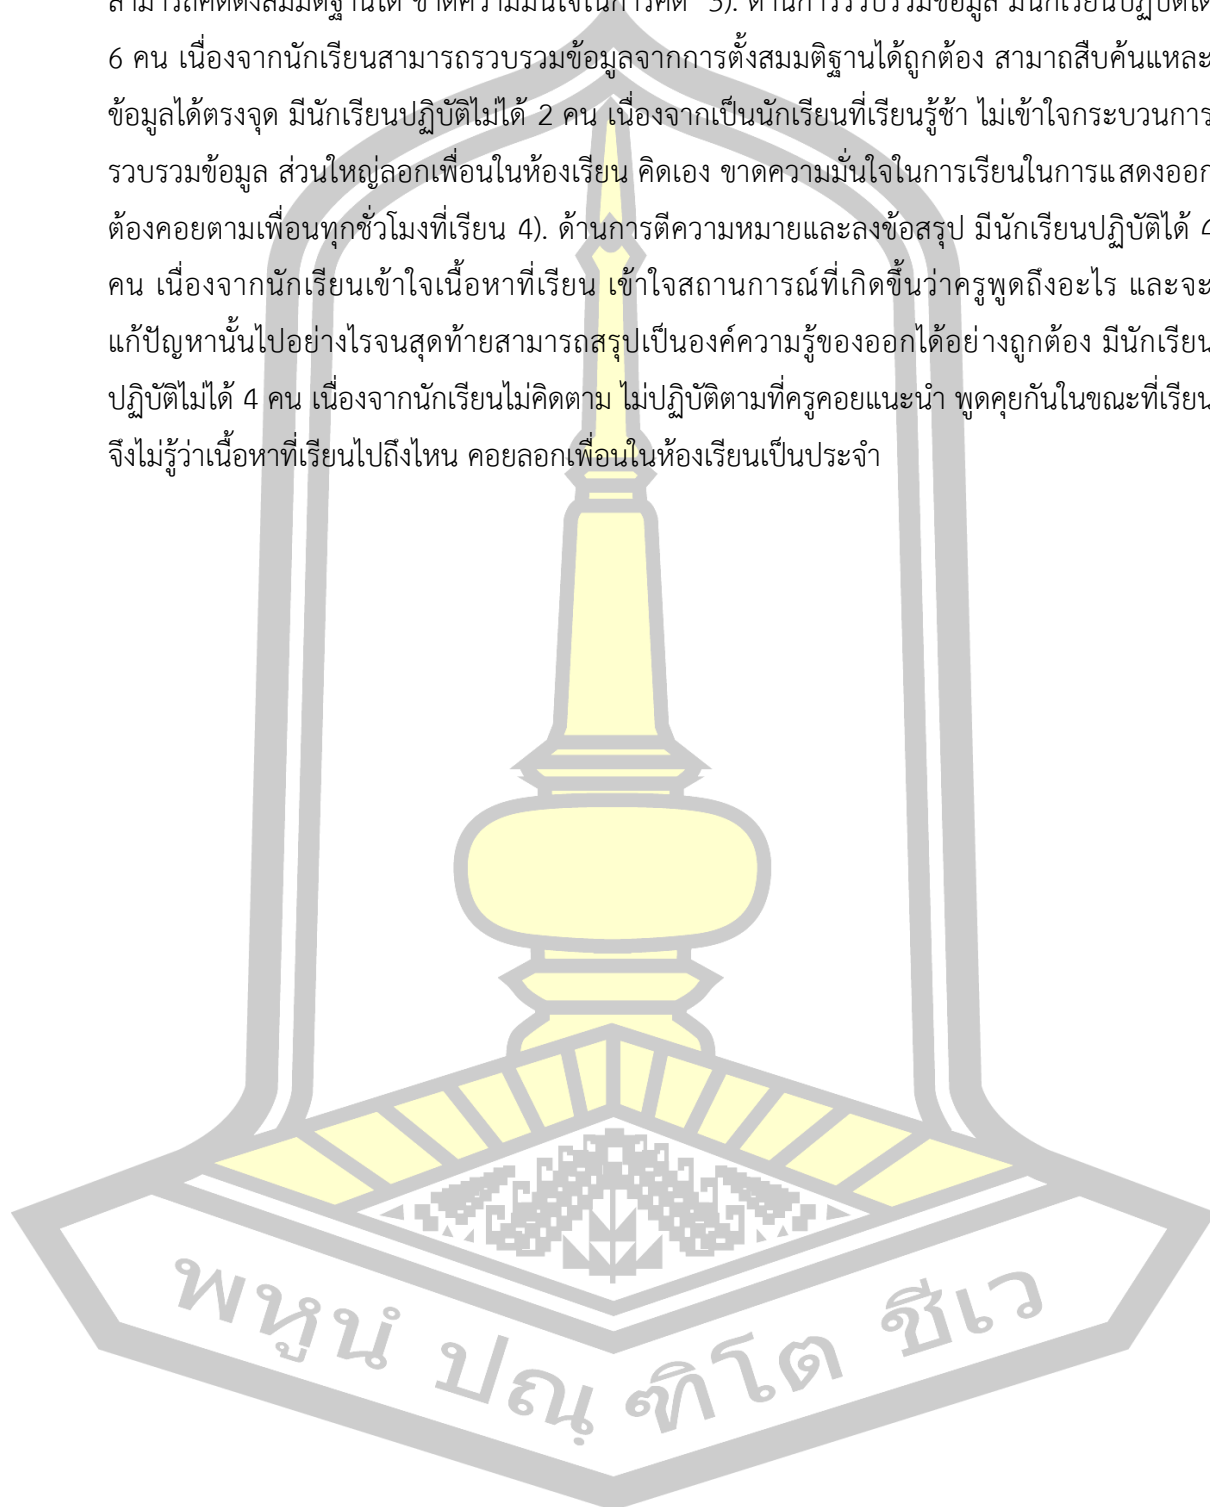 สามารถคิดตั้งสมมติฐานได้ ขาดความมั่นใจในการคิด 3). ด้านการรวบรวมข้อมูล มีนักเรียนปฏิบัติได้
6 คน เนื่องจากนักเรียนสามารถรวบรวมข้อมูลจากการตั้งสมมติฐานได้ถูกต้อง สามาถสืบค้นแหละ
ข้อมูลได้ตรงจุด มีนักเรียนปฏิบัติไม่ได้ 2 คน เนื่องจากเป็นนักเรียนที่เรียนรู้ช้า ไม่เข้าใจกระบวนการ
รวบรวมข้อมูล ส่วนใหญ่ลอกเพื่อนในห้องเรียน คิดเอง ขาดความมั่นใจในการเรียนในการแสดงออก
ต้องคอยตามเพื่อนทุกชั่วโมงที่เรียน 4). ด้านการตีความหมายและลงข้อสรุป มีนักเรียนปฏิบัติได้ 4
คน เนื่องจากนักเรียนเข้าใจเนื้อหาที่เรียน เข้าใจสถานการณ์ที่เกิดขึ้นว่าครูพูดถึงอะไร และจะ
แก้ปัญหานั้นไปอย่างไรจนสุดท้ายสามารถสรุปเป็นองค์ความรู้ของออกได้อย่างถูกต้อง มีนักเรียน
ปฏิบัติไม่ได้ 4 คน เนื่องจากนักเรียนไม่คิดตาม ไม่ปฏิบัติตามที่ครูคอยแนะนำ พูดคุยกันในขณะที่เรียน
จึงไม่รู้ว่าเนื้อหาที่เรียนไปถึงไหน คอยลอกเพื่อนในห้องเรียนเป็นประจำ
พหูนํ ปณฺฑิโต ชีเว